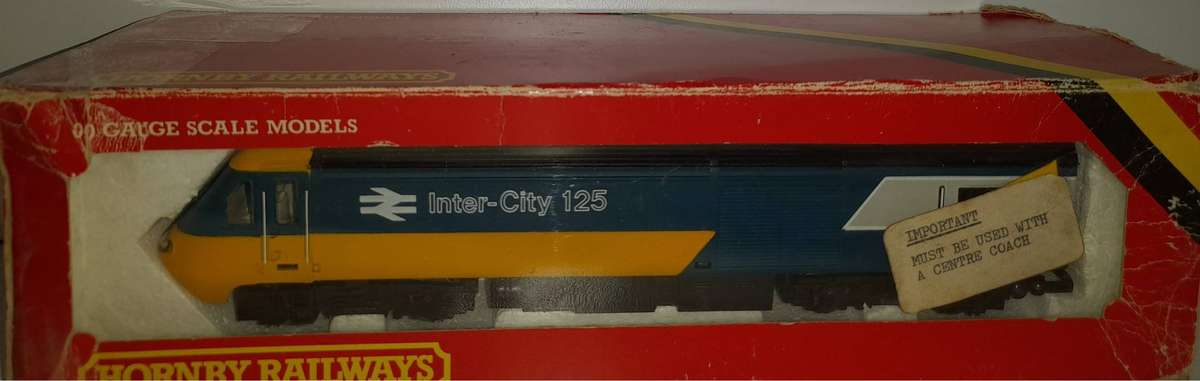 HORNBY RAILWAYS
00 GAUGE SCALE MODELS
Inter-City 125
IMPORTANT
MUST BE USED WITH
A CENTRE COACH
HORNBY RAILWAYS